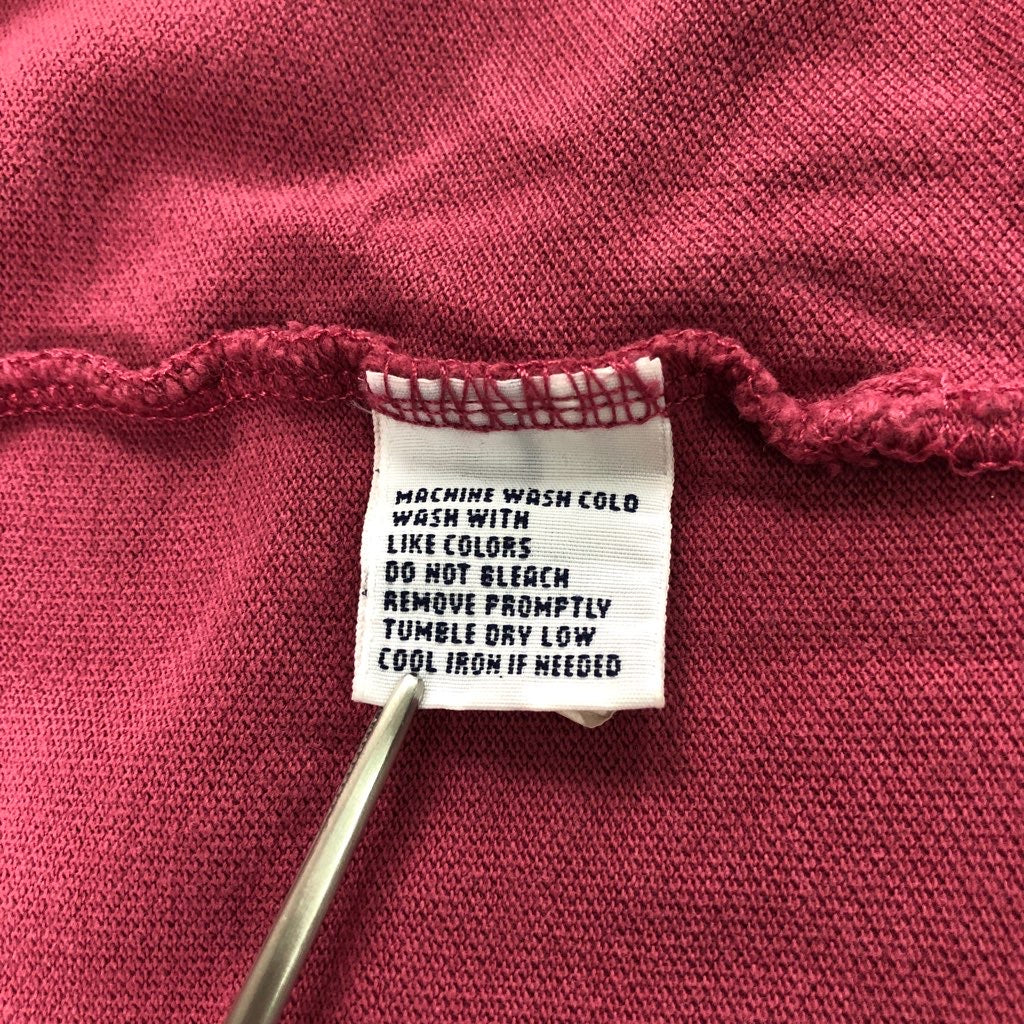 MACHINE WASH COLD
WASH WITH
LIKE COLORS
DO NOT BLEACH
REMOVE PROMPTLY
TUMBLE DRY LOW
COOL IRON IF NEEDED